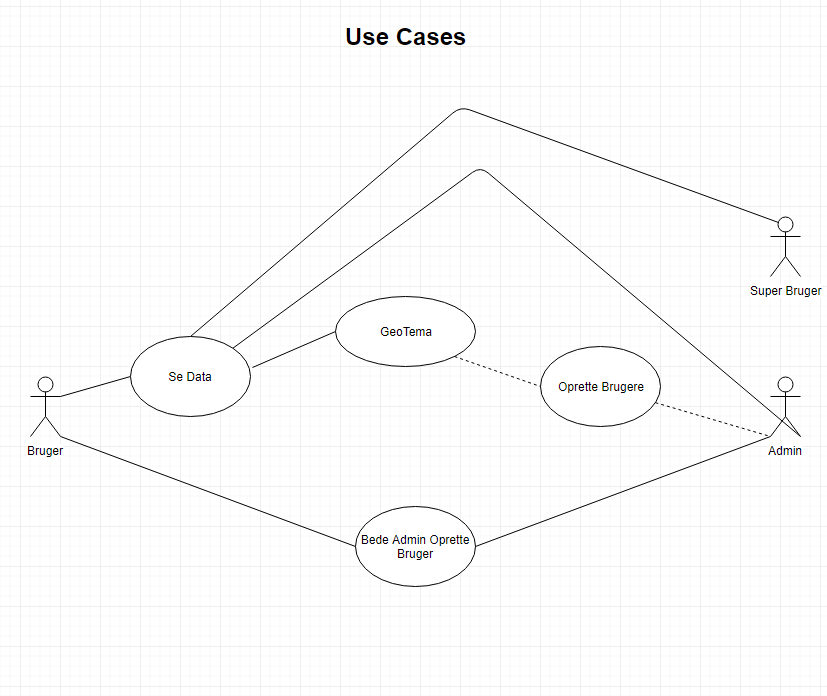 Use Cases
Super Bruger
GeoTema
Se Data
Oprette Brugere
Bruger
Admin
Bede Admin Oprette
Bruger